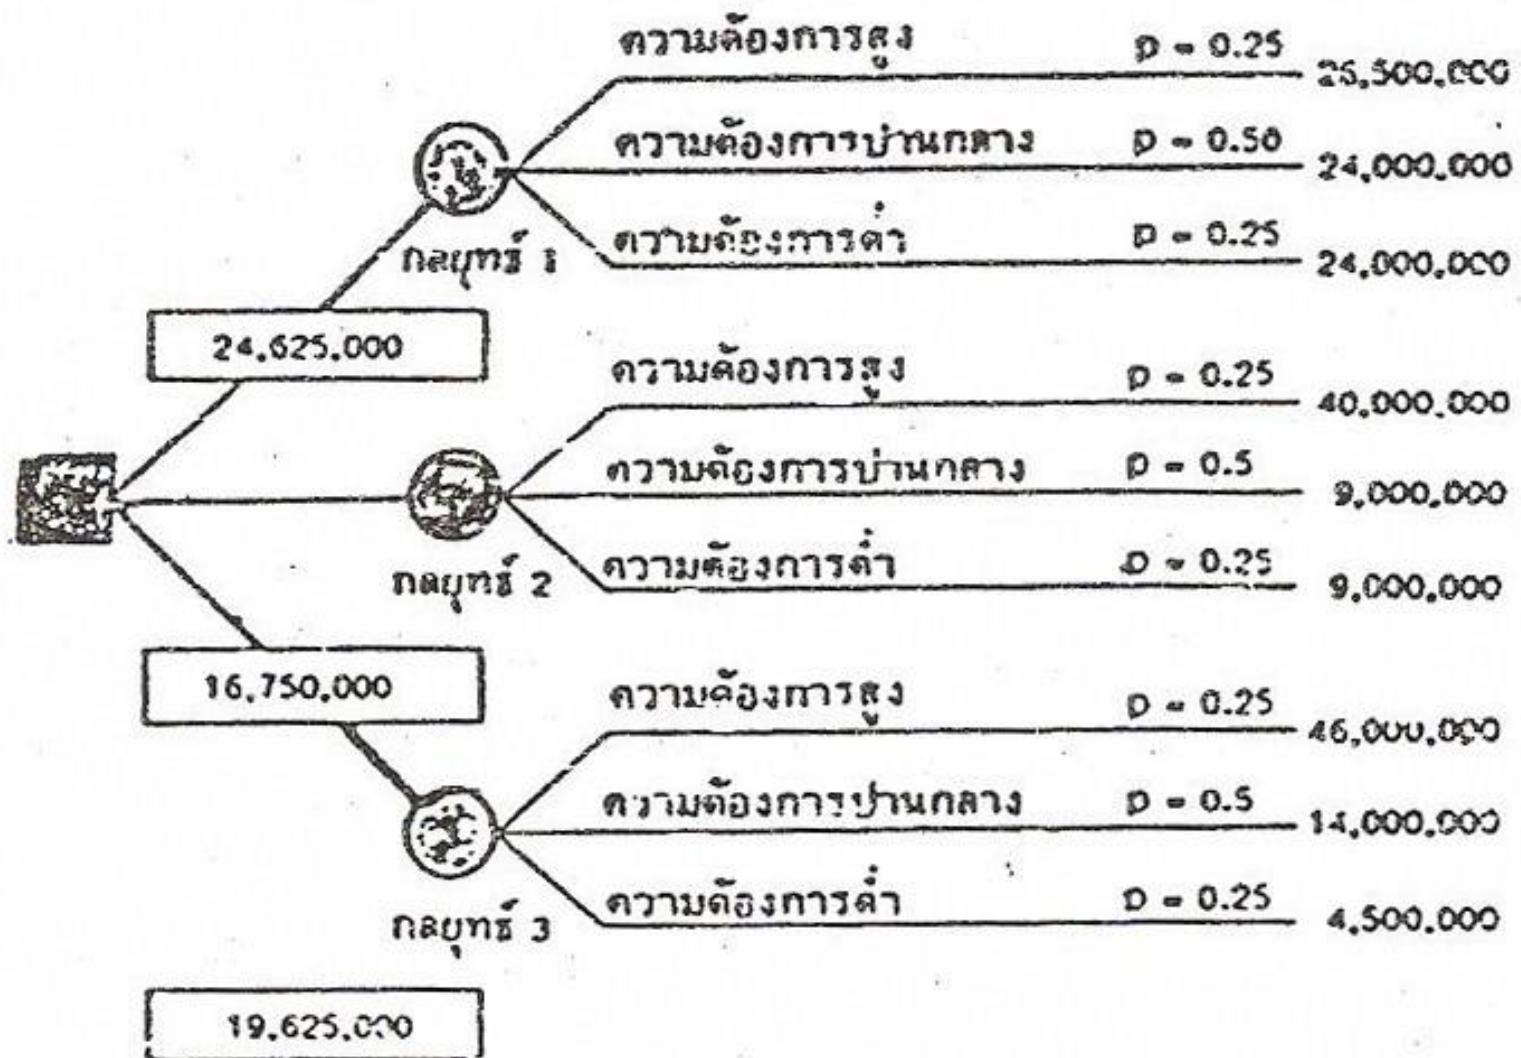 ความต้องการสูง p = 0.25 26,500,000
ความต้องการปานกลาง p = 0.50 24,000,000
ความต้องการต่ำ p = 0.25 24,000,000
กลยุทธ์ 1
24,625,000
ความต้องการสูง p = 0.25 40,000,000
ความต้องการปานกลาง p = 0.5 9,000,000
ความต้องการต่ำ p = 0.25 9,000,000
กลยุทธ์ 2
16,750,000
ความต้องการสูง p = 0.25 46,000,000
ความต้องการปานกลาง p = 0.5 14,000,000
ความต้องการต่ำ p = 0.25 4,500,000
กลยุทธ์ 3
19,625,000